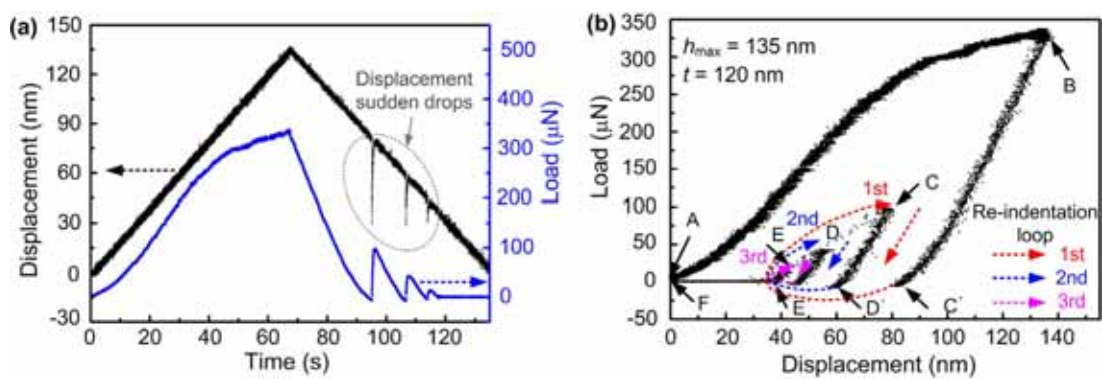 (a)
150
120
90
60
30
0
-30
Displacement (nm)
0 20 40 60 80 100 120
Time (s)
500
400
300
200
100
0
Load (μN)
Displacement
sudden drops
(b)
350
300
250
200
150
100
50
0
-50
Load (μN)
0 20 40 60 80 100 120 140
Displacement (nm)
hmax = 135 nm
t = 120 nm
A
B
1st
C
2nd
E
D
3rd
F
E´
D´
C´
Re-indentation
loop
1st
2nd
3rd